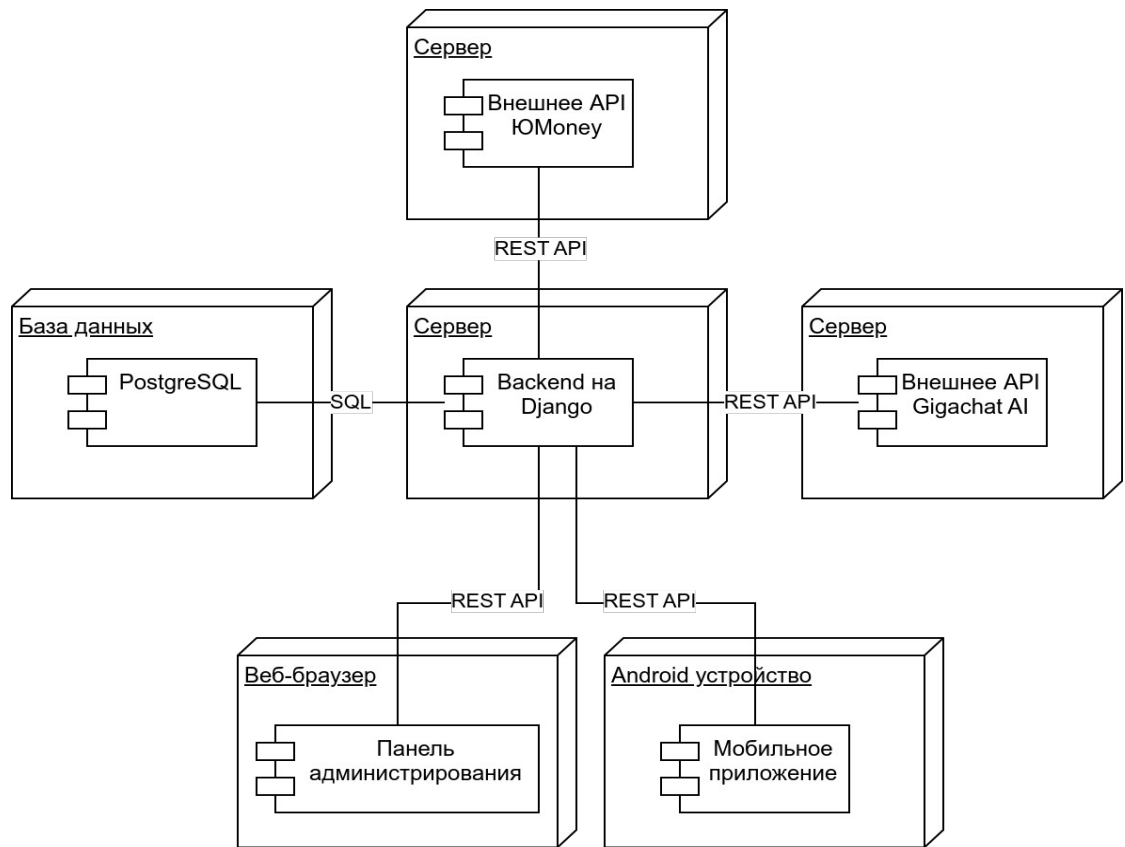 Сервер
Внешнее API
ЮMoney
REST API
База данных
PostgreSQL
SQL
Сервер
Backend на
Django
REST API
Сервер
Внешнее API
Gigachat AI
REST API
REST API
Веб-браузер
Панель
администрирования
Android устройство
Мобильное
приложение